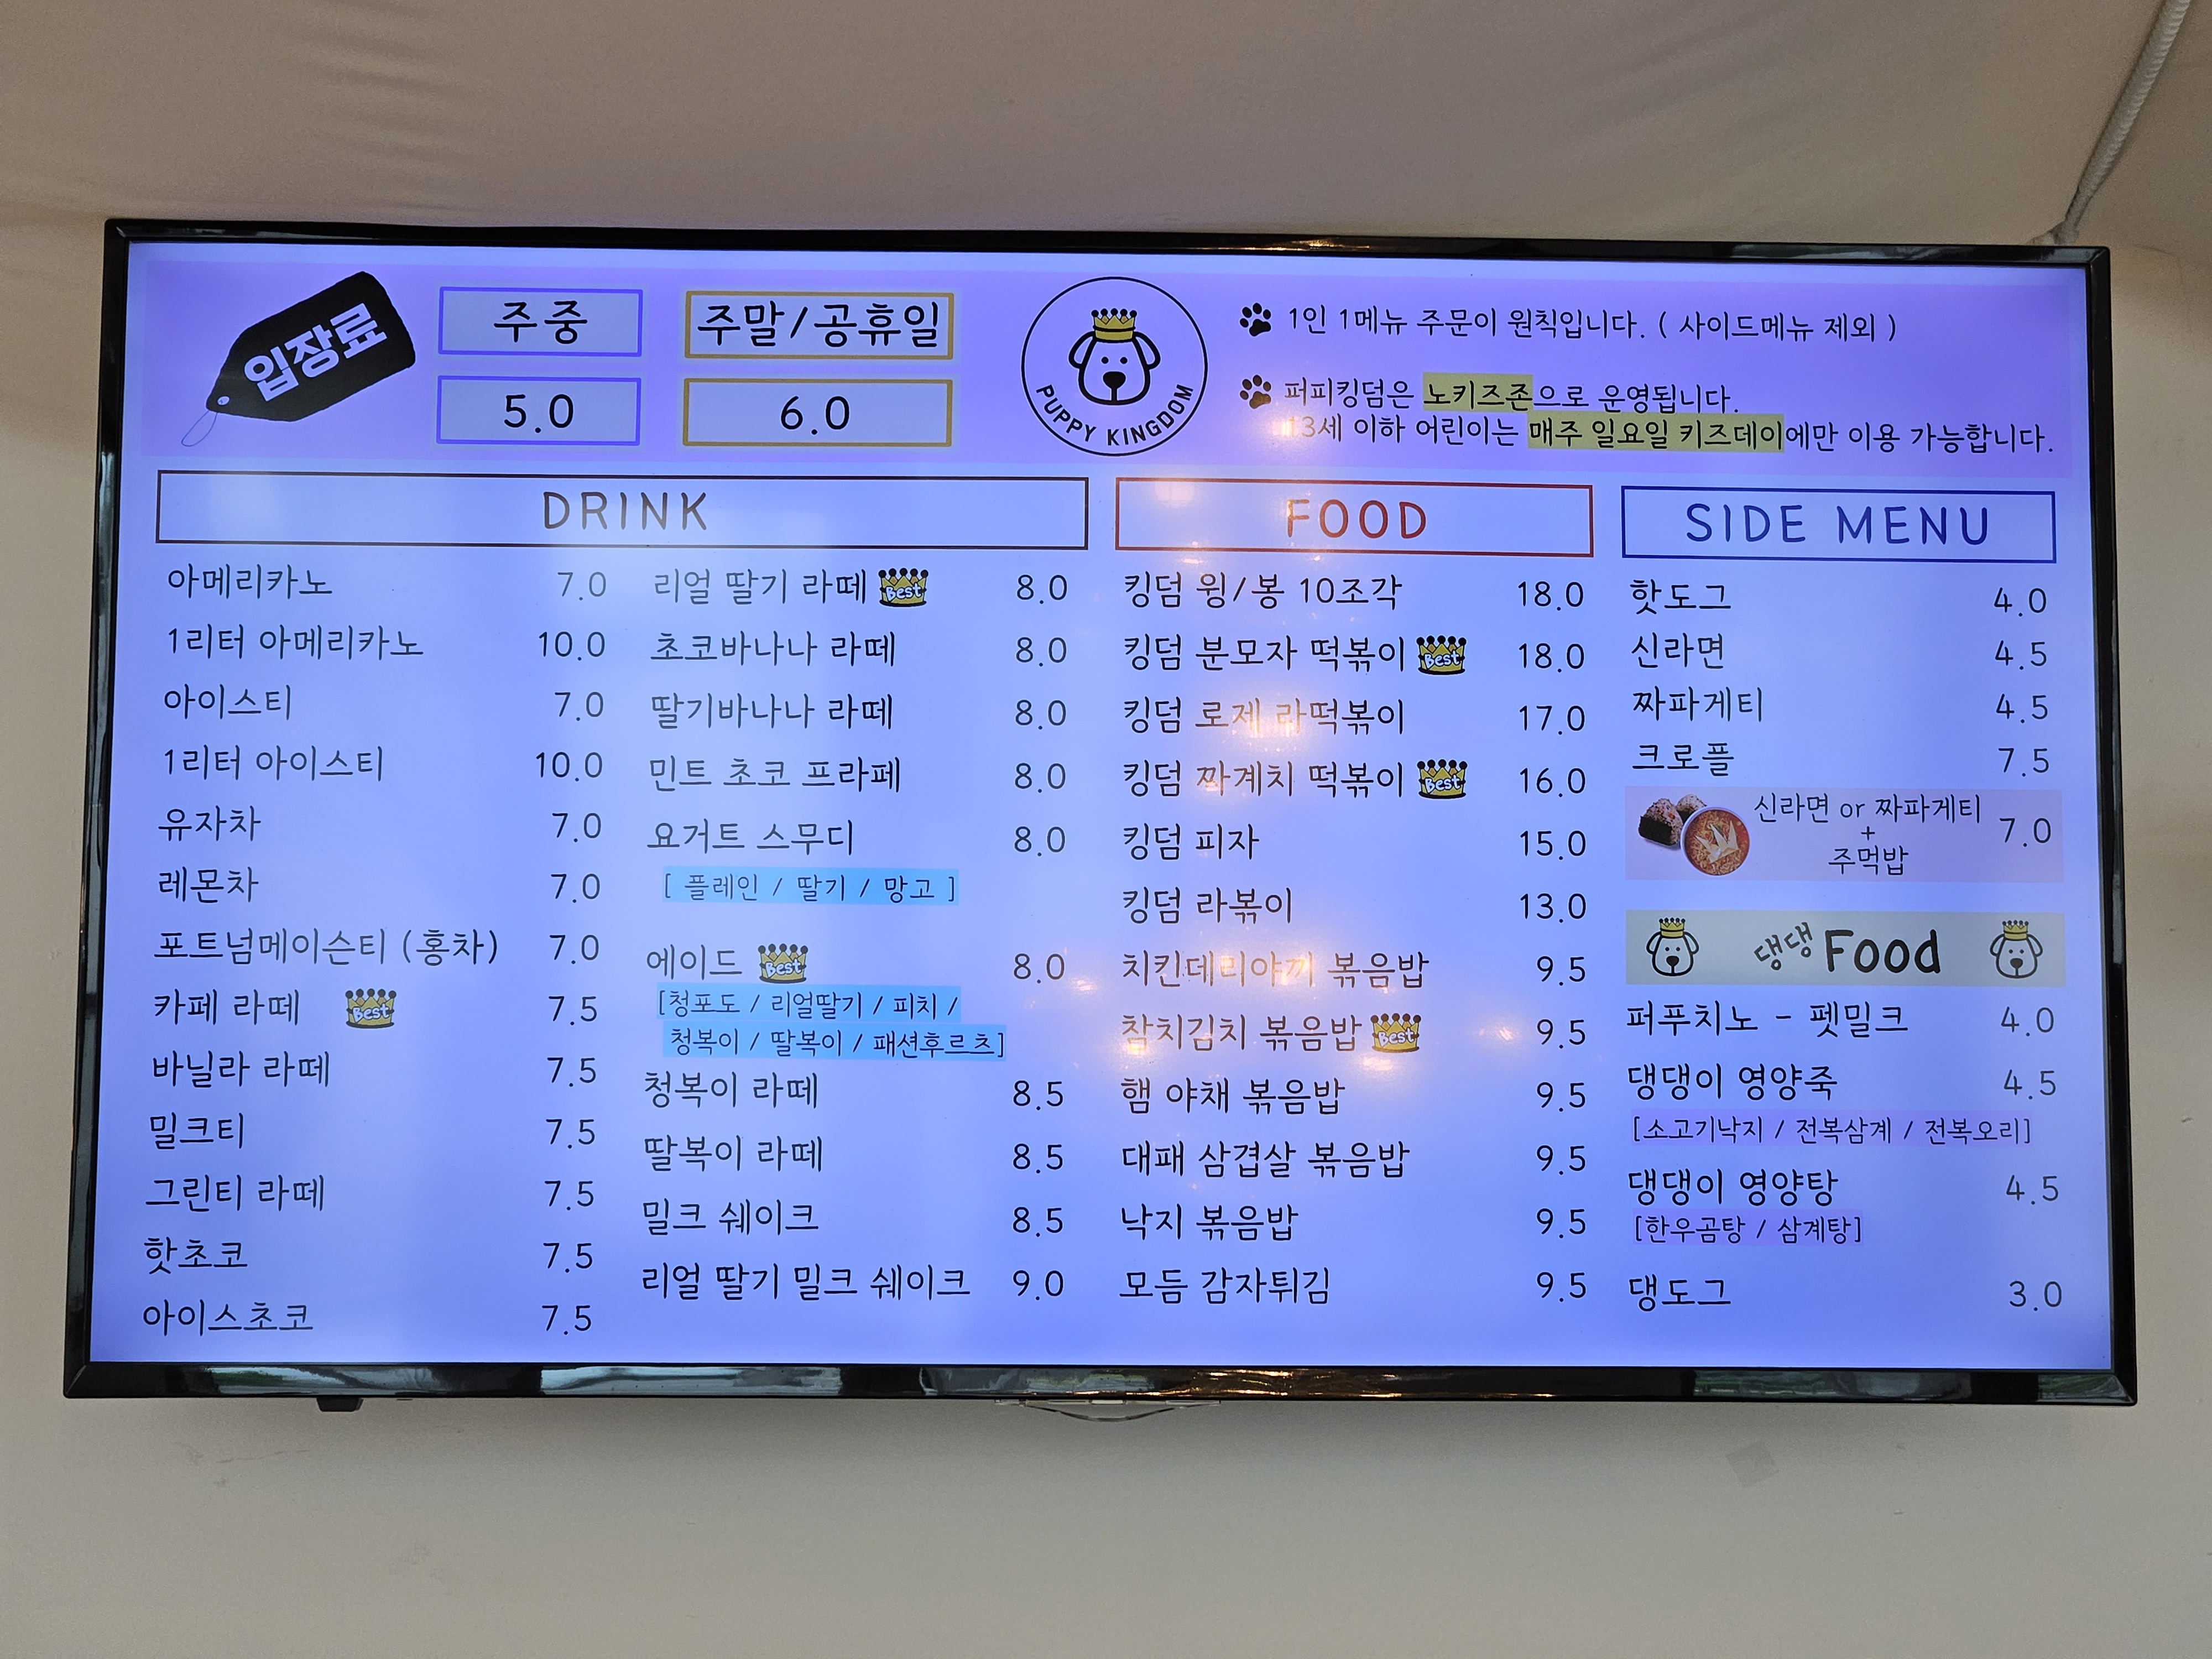 입장료
주중
주말/공휴일
5.0
6.0
PUPPY KINGDOM
1인 1메뉴 주문이 원칙입니다. ( 사이드메뉴 제외 )
퍼피킹덤은 노키즈존으로 운영됩니다.
13세 이하 어린이는 매주 일요일 키즈데이에만 이용 가능합니다.
DRINK
아메리카노 7.0
1리터 아메리카노 10.0
아이스티 7.0
1리터 아이스티 10.0
유자차 7.0
레몬차 7.0
포트넘메이슨티 (홍차) 7.0
카페 라떼 Best 7.5
바닐라 라떼 7.5
밀크티 7.5
그린티 라떼 7.5
핫초코 7.5
아이스초코 7.5
리얼 딸기 라떼 Best 8.0
초코바나나 라떼 8.0
딸기바나나 라떼 8.0
민트 초코 프라페 8.0
요거트 스무디 8.0
[ 플레인 / 딸기 / 망고 ]
에이드 Best 8.0
[청포도 / 리얼딸기 / 피치 /
청복이 / 딸복이 / 패션후르츠]
청복이 라떼 8.5
딸복이 라떼 8.5
밀크 쉐이크 8.5
리얼 딸기 밀크 쉐이크 9.0
FOOD
킹덤 윙/봉 10조각 18.0
킹덤 분모자 떡볶이 Best 18.0
킹덤 로제 라떡볶이 17.0
킹덤 짜계치 떡볶이 Best 16.0
킹덤 피자 15.0
킹덤 라볶이 13.0
치킨데리야끼 볶음밥 9.5
참치김치 볶음밥 Best 9.5
햄 야채 볶음밥 9.5
대패 삼겹살 볶음밥 9.5
낙지 볶음밥 9.5
모듬 감자튀김 9.5
SIDE MENU
핫도그 4.0
신라면 4.5
짜파게티 4.5
크로플 7.5
신라면 or 짜파게티
+
주먹밥
7.0
댕댕 Food
퍼푸치노 - 펫밀크 4.0
댕댕이 영양죽 4.5
[소고기낙지 / 전복삼계 / 전복오리]
댕댕이 영양탕 4.5
[한우곰탕 / 삼계탕]
댕도그 3.0